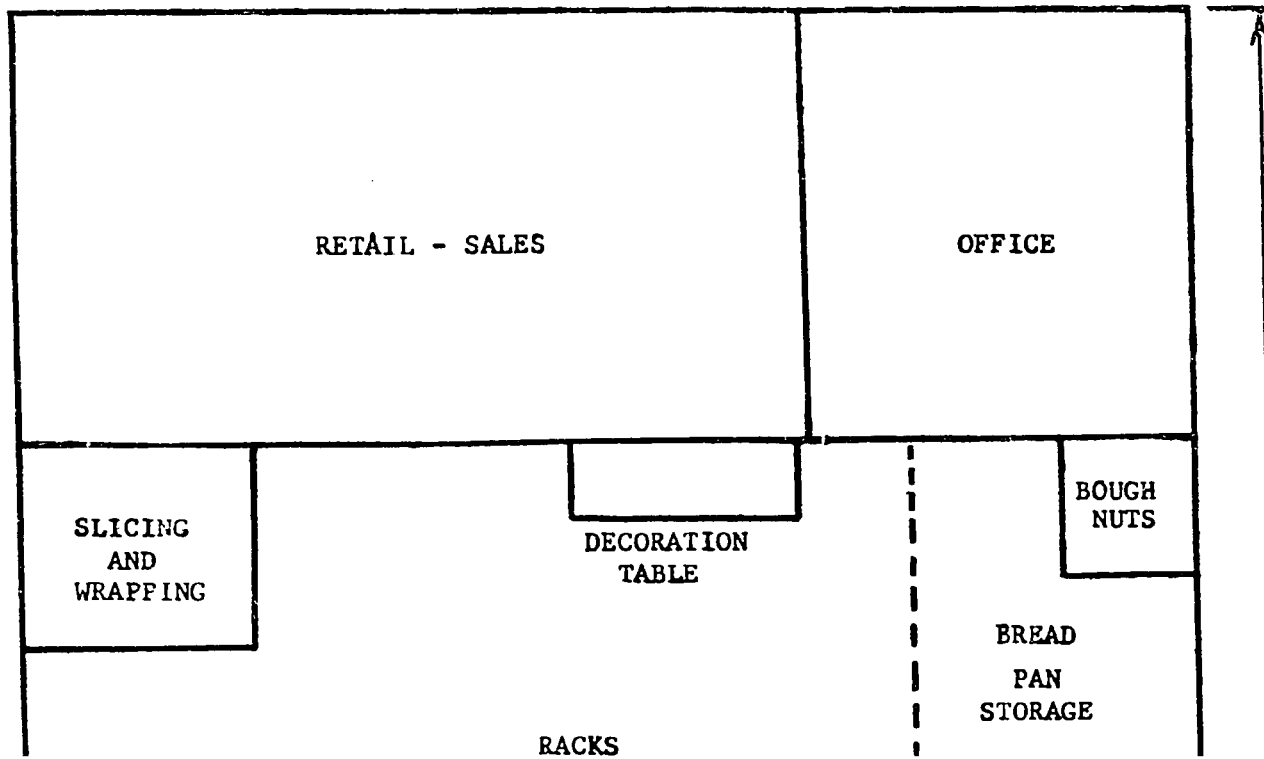 RETAIL - SALES
OFFICE
SLICING
AND
WRAPPING
DECORATION
TABLE
BOUGH
NUTS
BREAD
PAN
STORAGE
RACKS